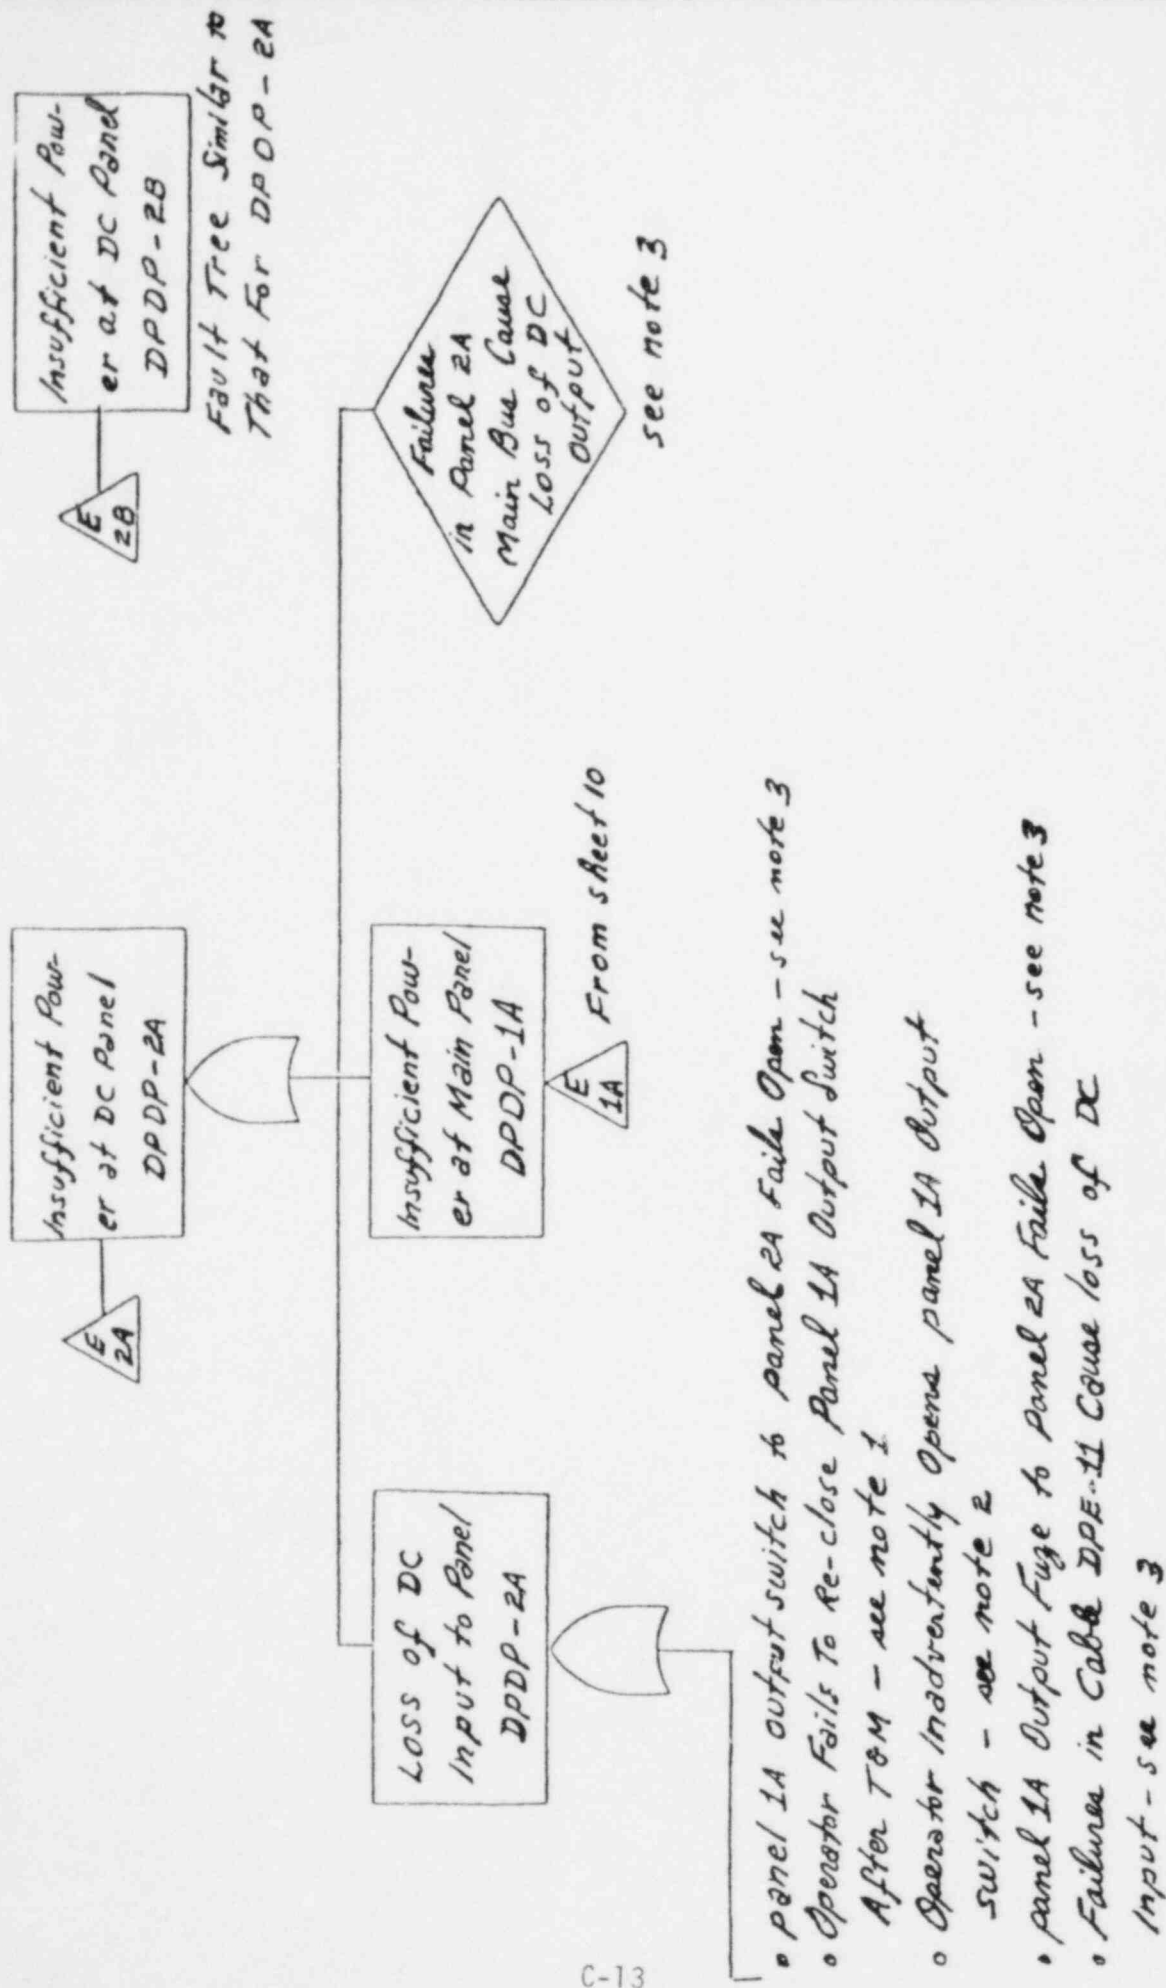 E
2A
Insufficient Pow-
er at DC Panel
DPDP-2A
E
2B
Insufficient Pow-
er at DC Panel
DPDP-2B
Fault Tree Similar to
That For DPDP-2A
Loss of DC
Input to Panel
DPDP-2A
Insufficient Pow-
er at Main Panel
DPDP-1A
E
1A
From sheet 10
Failures
in Panel 2A
Main Bus Cause
Loss of DC
Output
see note 3
• panel 1A output switch to panel 2A Fails Open - see note 3
• Operator Fails To Re-close Panel 1A Output Switch
After T&M - see note 1
• Operator Inadvertently Opens panel 1A Output
switch - see note 2
• panel 1A Output Fuze to panel 2A Fails Open - see note 3
• Failures in Cable DPE-11 Cause loss of DC
Input - see note 3
C-13